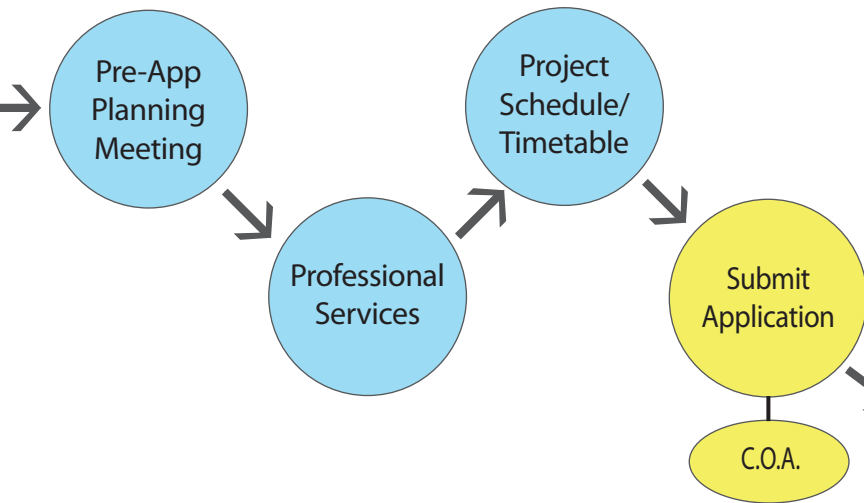 Pre-App
Planning
Meeting
Professional
Services
Project
Schedule/
Timetable
Submit
Application
C.O.A.